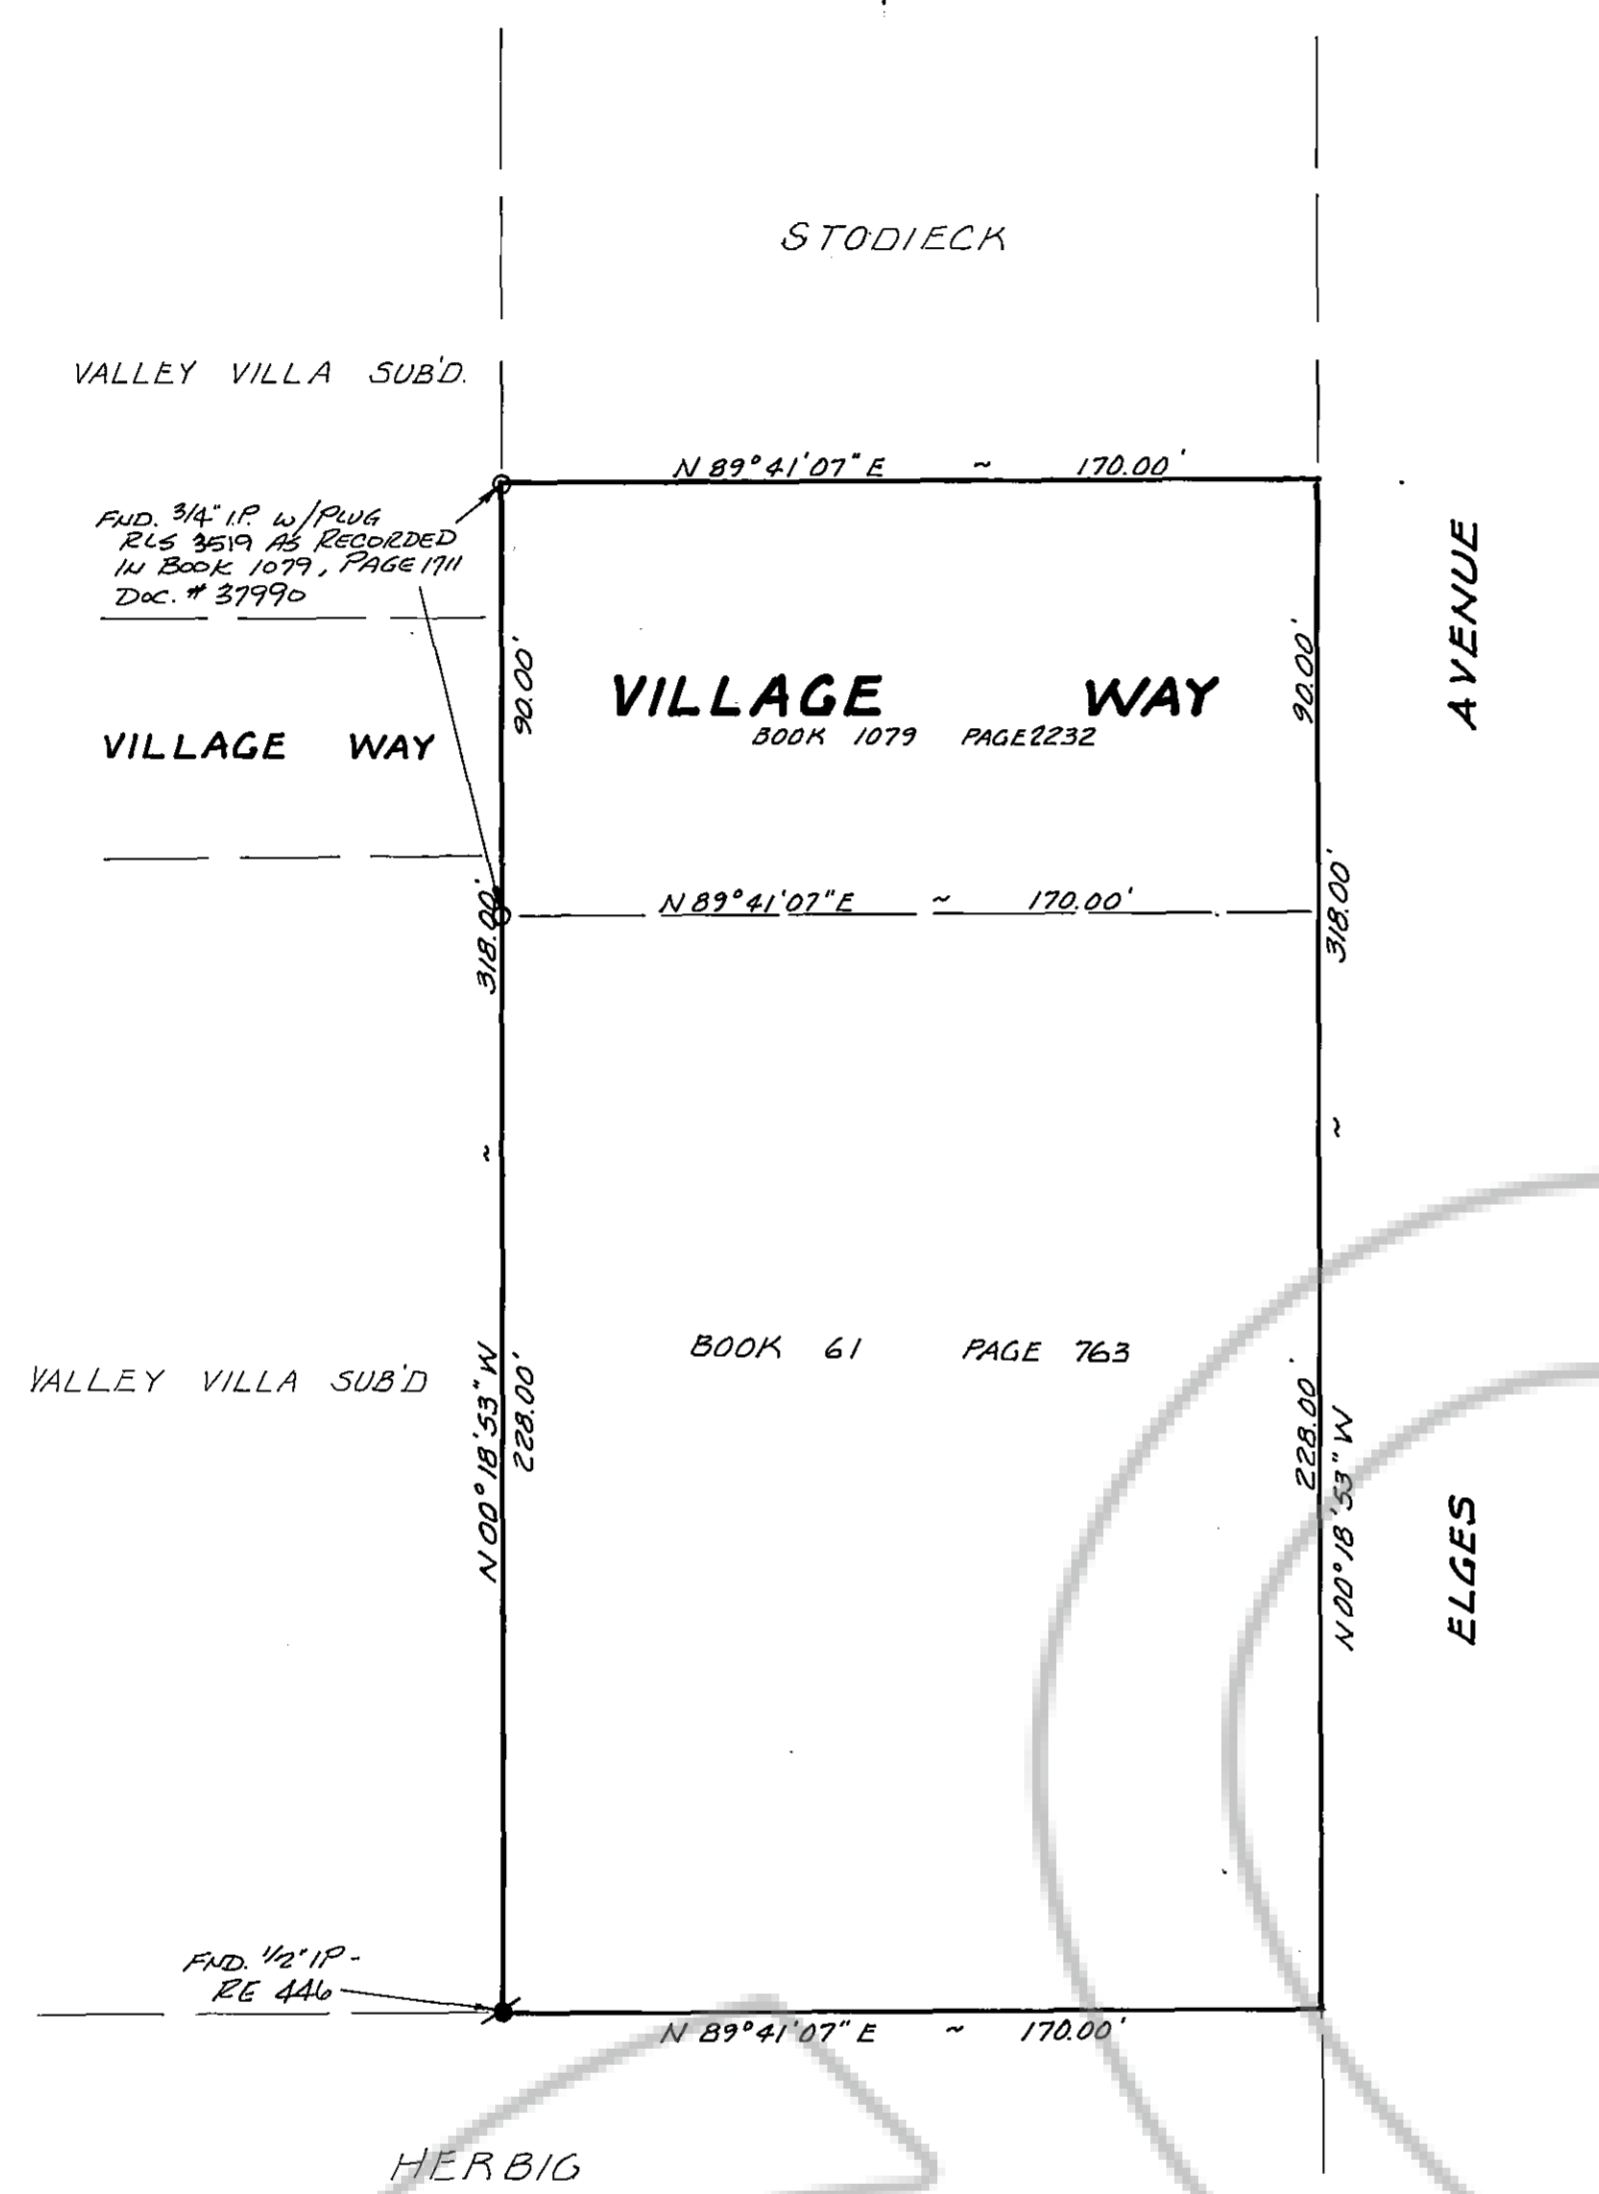 STODIECK
VALLEY VILLA SUB'D.
N 89°41'07" E ~ 170.00'
FND. 3/4" I.P. W/PLUG
RLS 3519 AS RECORDED
IN BOOK 1079, PAGE 1711
DOC. # 37990
90.00'
90.00'
VILLAGE WAY
BOOK 1079 PAGE 2232
VILLAGE WAY
N 89°41'07" E ~ 170.00'
N 00°18'53" W ~ 318.00'
228.00'
BOOK 61 PAGE 763
228.00'
N 00°18'53" W ~ 318.00'
ELGES AVENUE
VALLEY VILLA SUB'D
FND. 1/2" IP -
RE 446
N 89°41'07" E ~ 170.00'
HERBIG